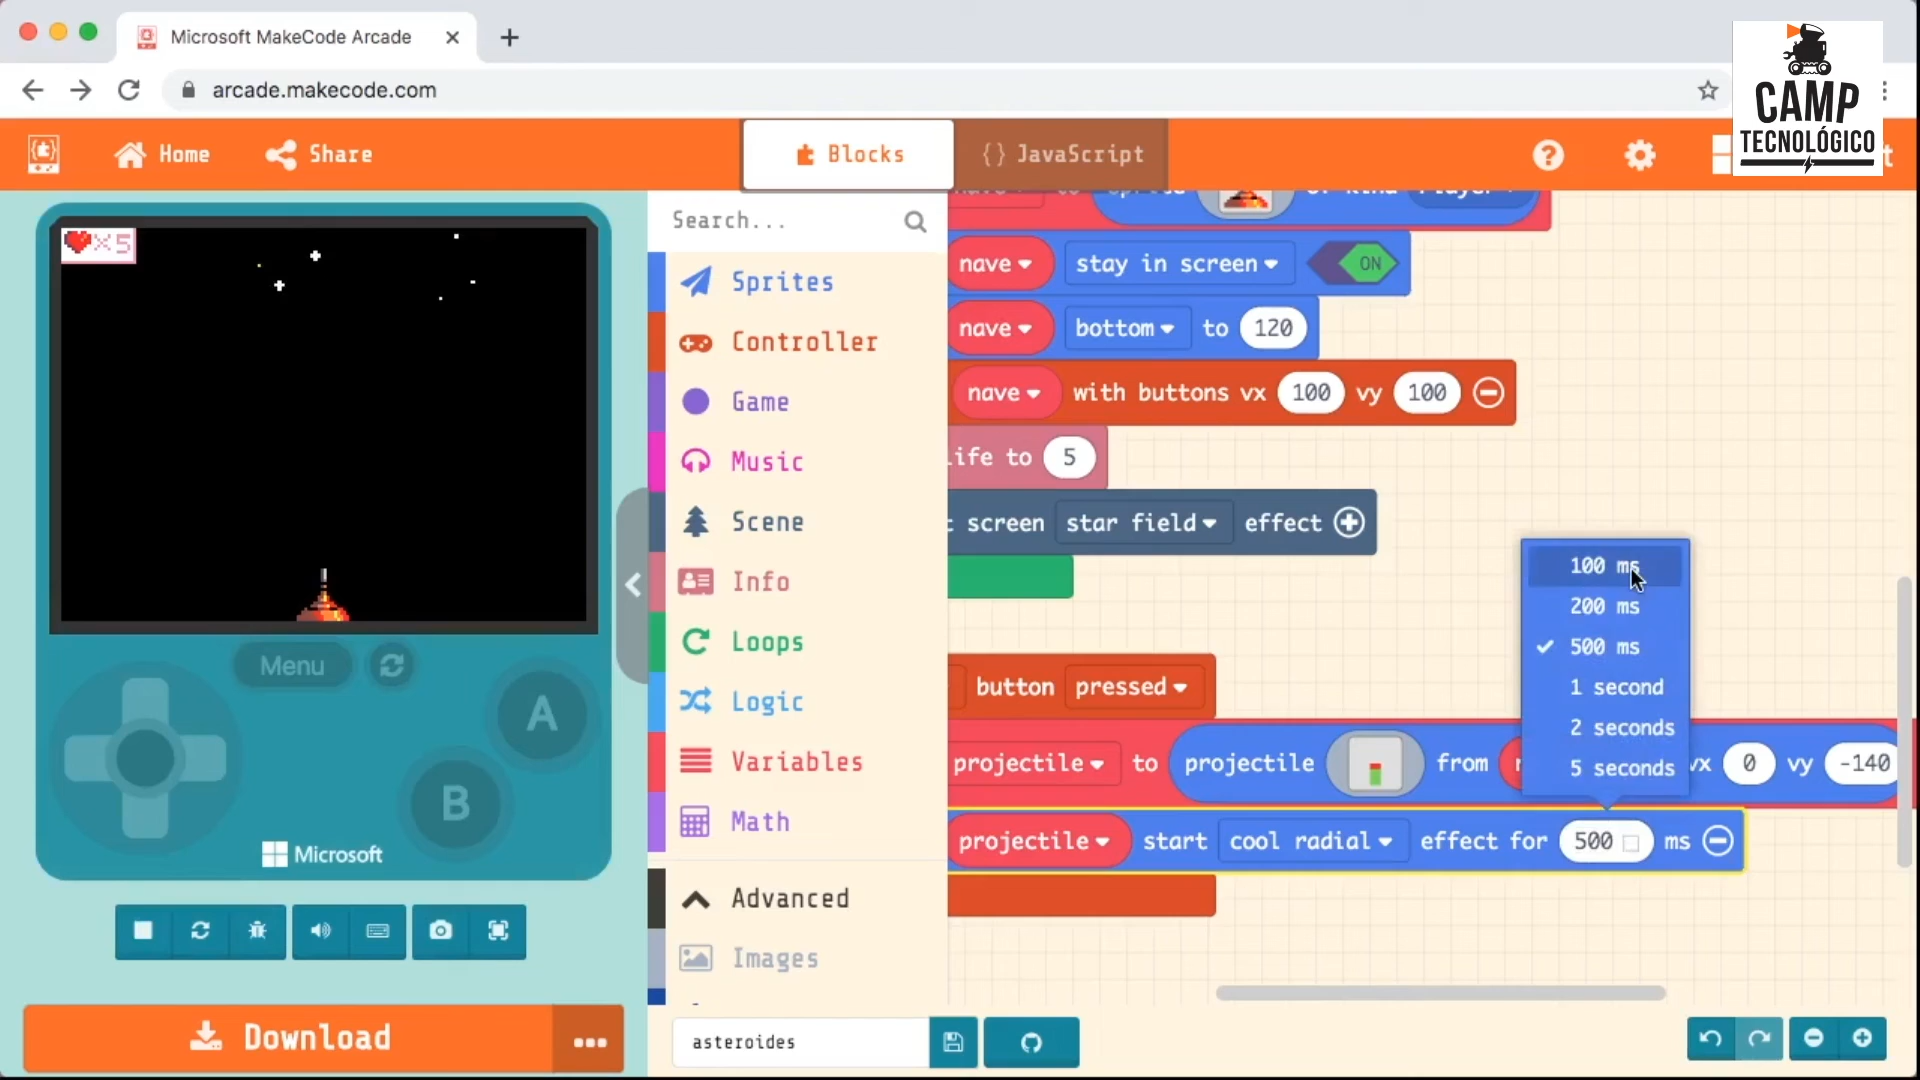 Microsoft MakeCode Arcade
arcade.makecode.com
CAMP
TECNOLÓGICO
Home
Share
Blocks
{} JavaScript
Search...
nave
stay in screen
ON
nave
bottom
to
120
nave
with buttons vx
100
vy
100
life to
5
screen
star field
effect
button
pressed
projectile
to
projectile
from
vx
0
vy
-140
projectile
start
cool radial
effect for
500
ms
100 ms
200 ms
500 ms
1 second
2 seconds
5 seconds
×5
Menu
A
B
Microsoft
Sprites
Controller
Game
Music
Scene
Info
Loops
Logic
Variables
Math
Advanced
Images
Download
asteroides